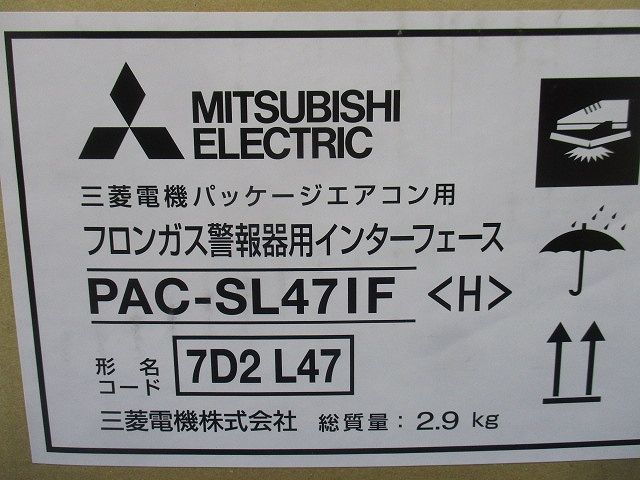 MITSUBISHI
ELECTRIC
三菱電機パッケージエアコン用
フロンガス警報器用インターフェース
PAC-SL47IF <H>
形名
コード 7D2 L47
三菱電機株式会社 総質量：2.9 kg